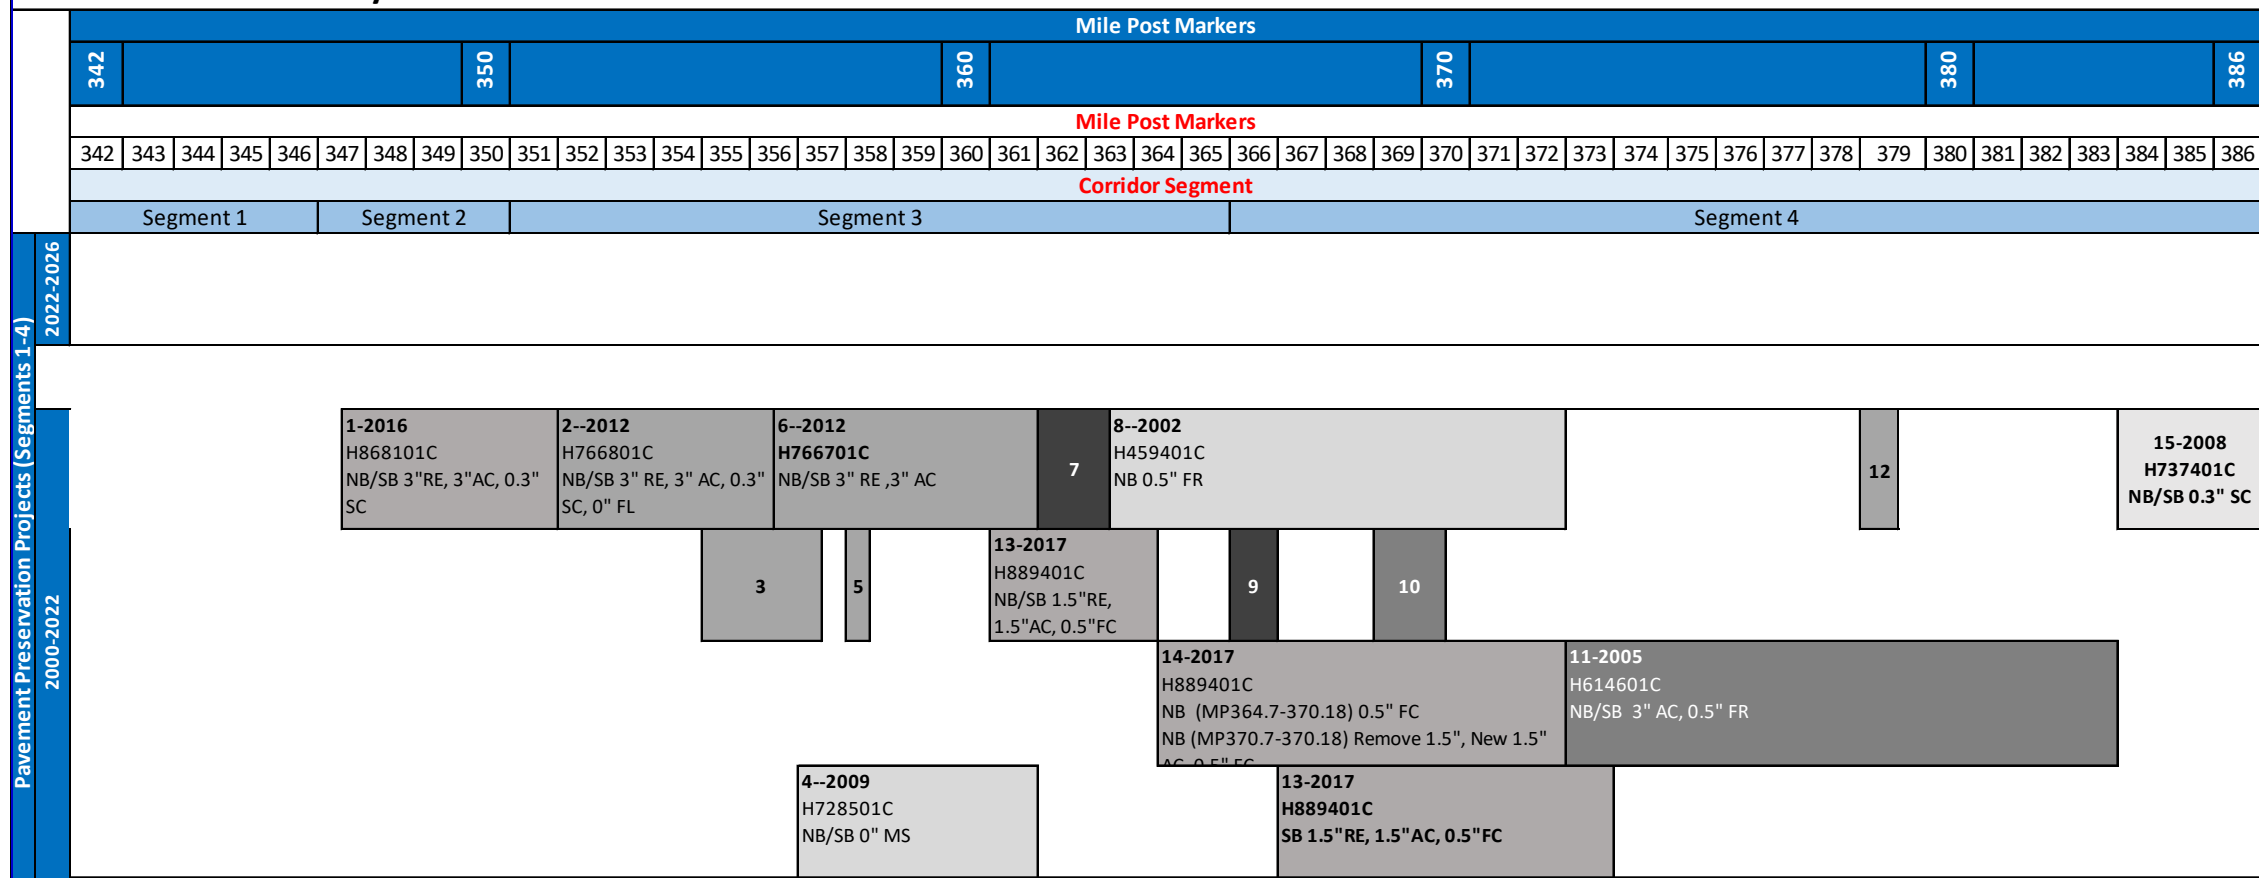 Mile Post Markers
342 350 360 370 380 386
Mile Post Markers
342 343 344 345 346 347 348 349 350 351 352 353 354 355 356 357 358 359 360 361 362 363 364 365 366 367 368 369 370 371 372 373 374 375 376 377 378 379 380 381 382 383 384 385 386
Corridor Segment
Segment 1 Segment 2 Segment 3 Segment 4
Pavement Preservation Projects (Segments 1-4)
2022-2026
2000-2022
1-2016
H868101C
NB/SB 3"RE, 3"AC, 0.3"
SC
2--2012
H766801C
NB/SB 3" RE, 3" AC, 0.3"
SC, 0" FL
6--2012
H766701C
NB/SB 3" RE ,3" AC
7
8--2002
H459401C
NB 0.5" FR
12
15-2008
H737401C
NB/SB 0.3" SC
3
5
13-2017
H889401C
NB/SB 1.5"RE,
1.5"AC, 0.5"FC
9
10
14-2017
H889401C
NB  (MP364.7-370.18) 0.5" FC
NB (MP370.7-370.18) Remove 1.5", New 1.5"
AC, 0.5" FC
11-2005
H614601C
NB/SB  3" AC, 0.5" FR
4--2009
H728501C
NB/SB 0" MS
13-2017
H889401C
SB 1.5"RE, 1.5"AC, 0.5"FC